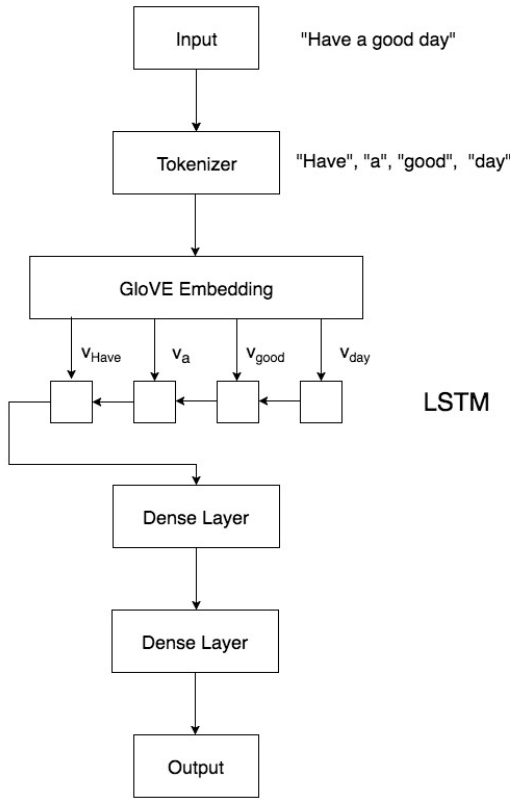 Input
"Have a good day"
Tokenizer
"Have", "a", "good", "day"
GloVE Embedding
vHave
va
vgood
vday
LSTM
Dense Layer
Dense Layer
Output